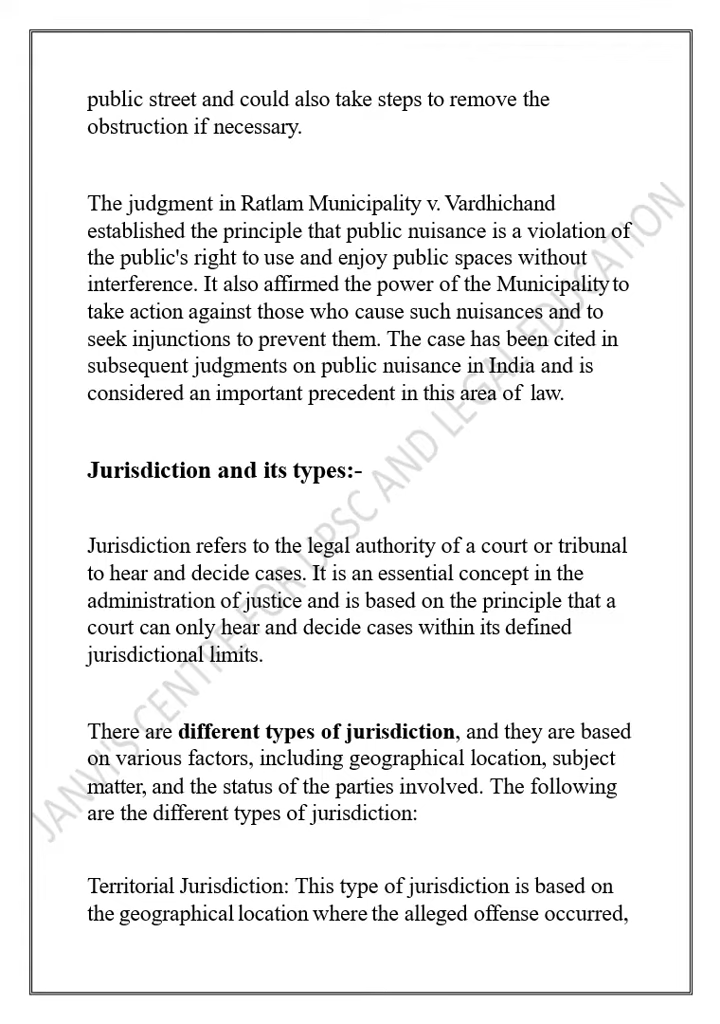 public street and could also take steps to remove the
obstruction if necessary.
The judgment in Ratlam Municipality v. Vardhichand
established the principle that public nuisance is a violation of
the public's right to use and enjoy public spaces without
interference. It also affirmed the power of the Municipality to
take action against those who cause such nuisances and to
seek injunctions to prevent them. The case has been cited in
subsequent judgments on public nuisance in India and is
considered an important precedent in this area of law.
Jurisdiction and its types:-
Jurisdiction refers to the legal authority of a court or tribunal
to hear and decide cases. It is an essential concept in the
administration of justice and is based on the principle that a
court can only hear and decide cases within its defined
jurisdictional limits.
There are different types of jurisdiction, and they are based
on various factors, including geographical location, subject
matter, and the status of the parties involved. The following
are the different types of jurisdiction:
Territorial Jurisdiction: This type of jurisdiction is based on
the geographical location where the alleged offense occurred,
JANVI'S CENTRE FOR UPSC AND LEGAL EDUCATION